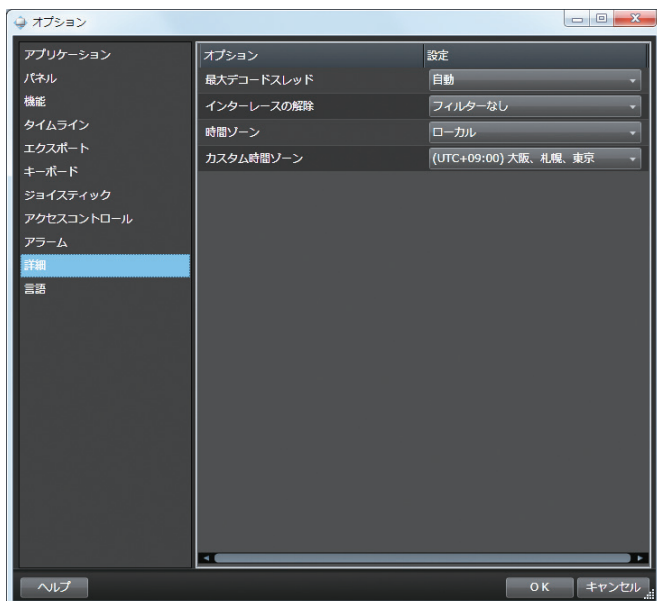 オプション
アプリケーション
パネル
機能
タイムライン
エクスポート
キーボード
ジョイスティック
アクセスコントロール
アラーム
詳細
言語
オプション 設定
最大デコードスレッド 自動
インターレースの解除 フィルターなし
時間ゾーン ローカル
カスタム時間ゾーン (UTC+09:00) 大阪、札幌、東京
ヘルプ OK キャンセル